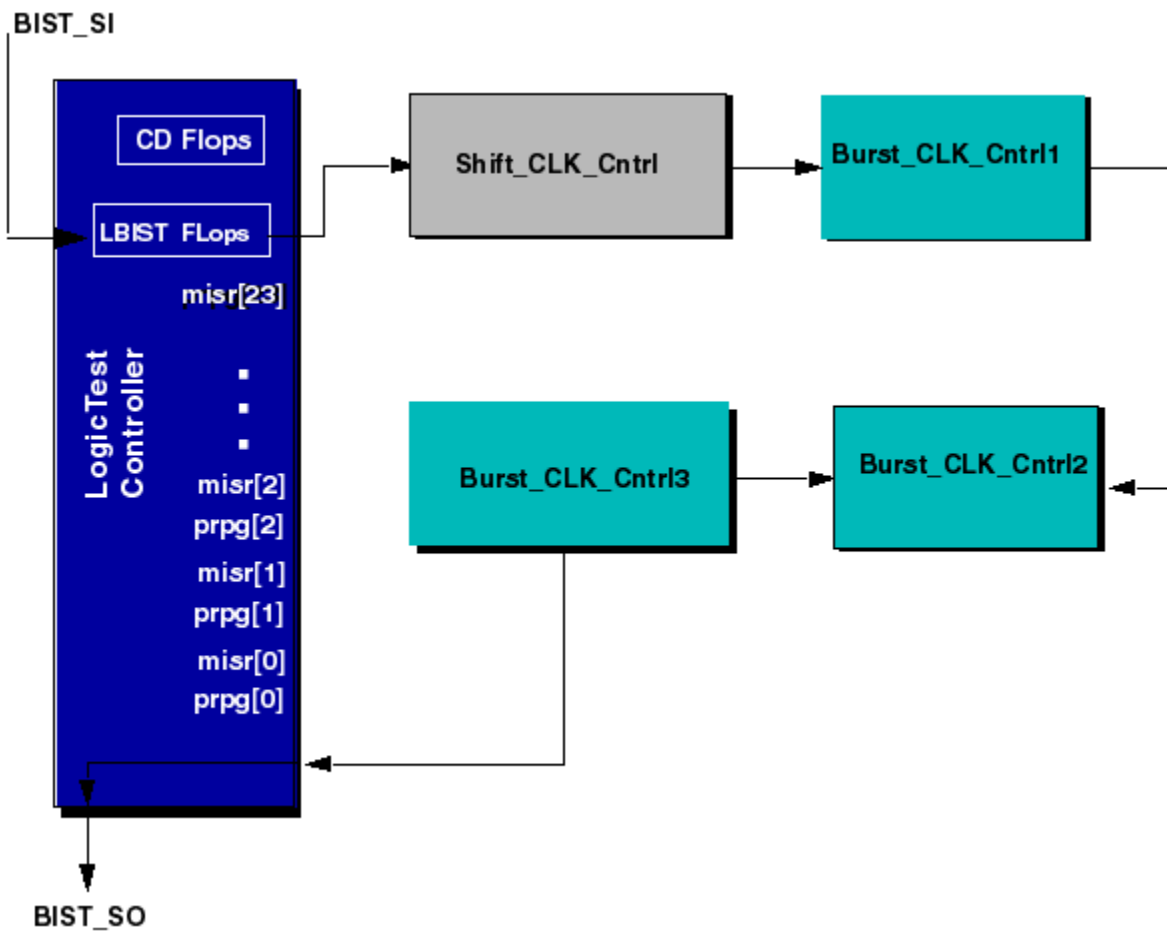 BIST_SI
CD Flops
LBIST FLops
misr[23]
LogicTest
Controller
misr[2]
prpg[2]
misr[1]
prpg[1]
misr[0]
prpg[0]
Shift_CLK_Cntrl
Burst_CLK_Cntrl1
Burst_CLK_Cntrl3
Burst_CLK_Cntrl2
BIST_SO